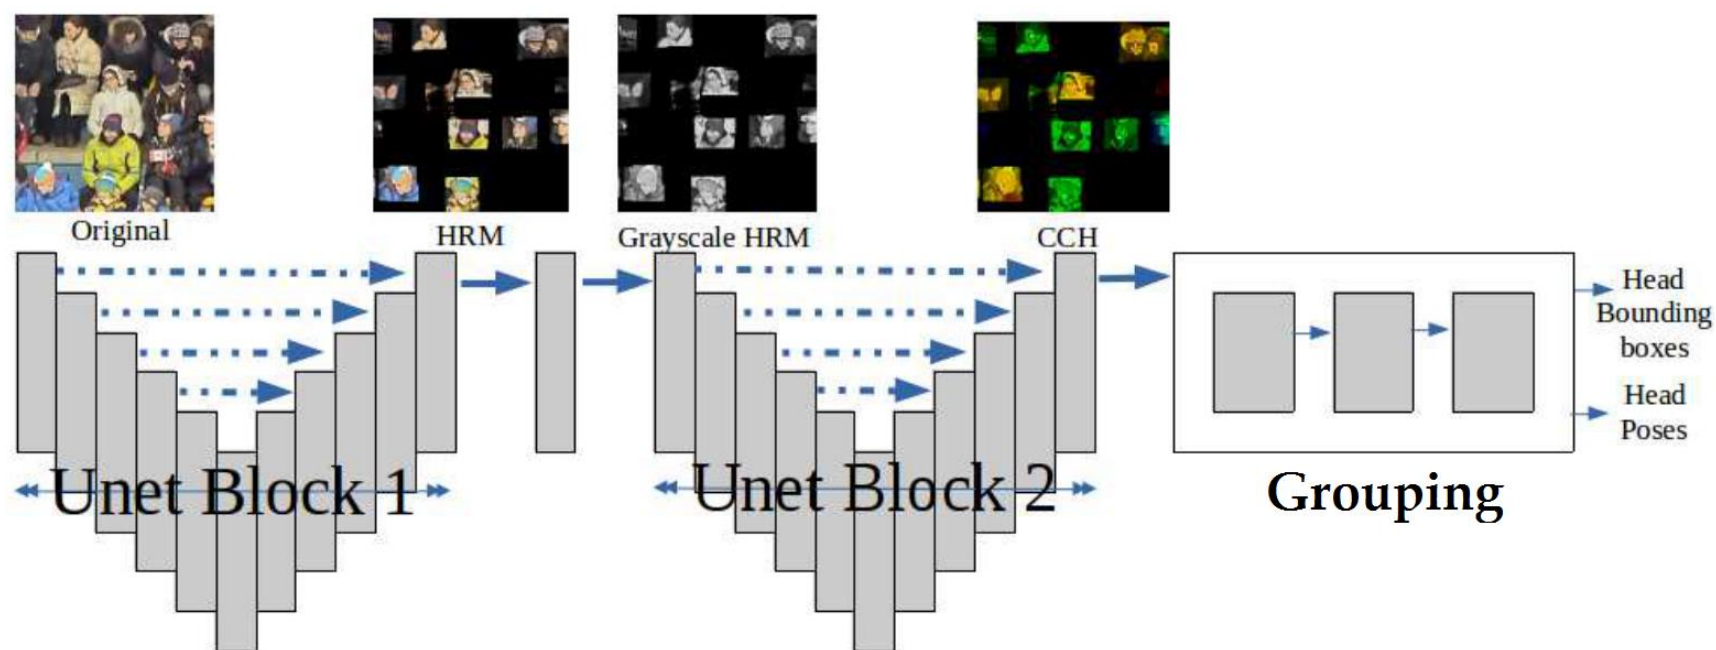 Original
HRM
Grayscale HRM
CCH
Unet Block 1
Unet Block 2
Grouping
Head
Bounding
boxes
Head
Poses